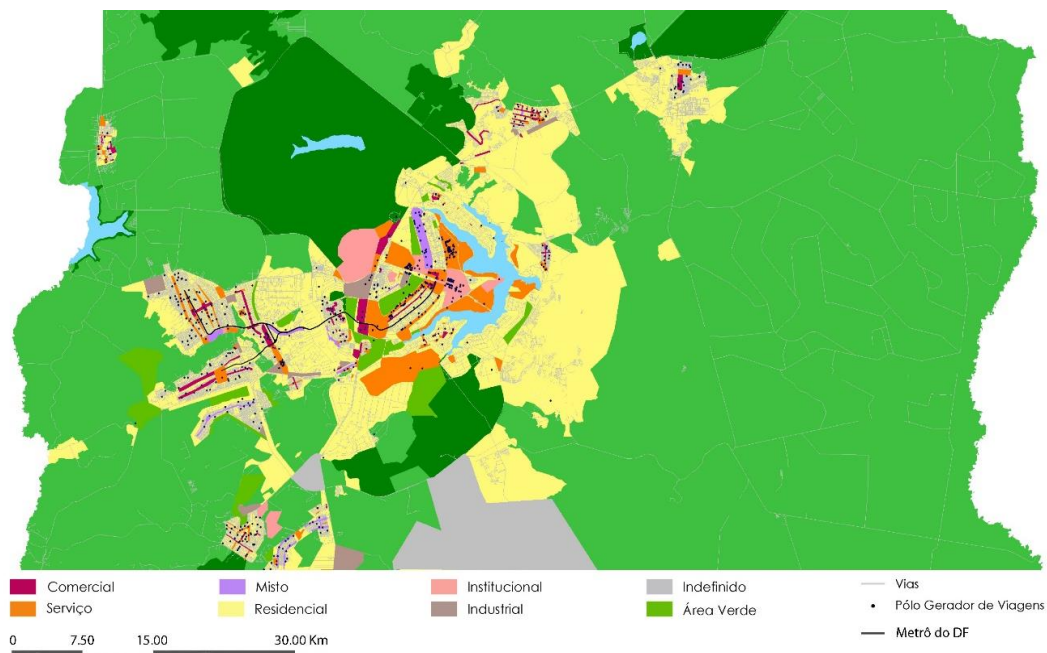 Comercial
Serviço
Misto
Residencial
Institucional
Industrial
Indefinido
Área Verde
Vias
Pólo Gerador de Viagens
Metrô do DF
0 7.50 15.00 30.00 Km